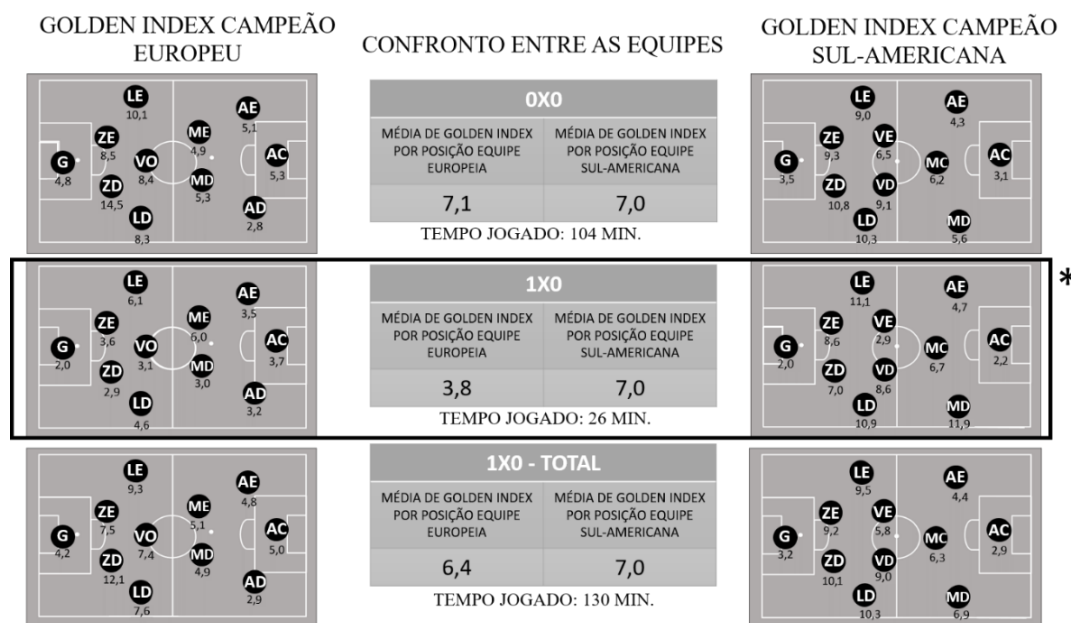 GOLDEN INDEX CAMPEÃO
EUROPEU
CONFRONTO ENTRE AS EQUIPES
GOLDEN INDEX CAMPEÃO
SUL-AMERICANA
LE
10,1
AE
5,1
ZE
8,5
ME
4,9
G
4,8
VO
8,4
AC
5,3
ZD
14,5
MD
5,3
LD
8,3
AD
2,8
0X0
MÉDIA DE GOLDEN INDEX
POR POSIÇÃO EQUIPE
EUROPEIA
MÉDIA DE GOLDEN INDEX
POR POSIÇÃO EQUIPE
SUL-AMERICANA
7,1
7,0
TEMPO JOGADO: 104 MIN.
LE
9,0
AE
4,3
ZE
9,3
VE
6,5
G
3,5
MC
6,2
AC
3,1
ZD
10,8
VD
9,1
LD
10,3
MD
5,6
LE
6,1
AE
3,5
ZE
3,6
ME
6,0
G
2,0
VO
3,1
AC
3,7
ZD
2,9
MD
3,0
LD
4,6
AD
3,2
1X0
MÉDIA DE GOLDEN INDEX
POR POSIÇÃO EQUIPE
EUROPEIA
MÉDIA DE GOLDEN INDEX
POR POSIÇÃO EQUIPE
SUL-AMERICANA
3,8
7,0
TEMPO JOGADO: 26 MIN.
LE
11,1
AE
4,7
ZE
8,6
VE
2,9
G
2,0
MC
6,7
AC
2,2
ZD
7,0
VD
8,6
LD
10,9
MD
11,9
*
LE
9,3
AE
4,8
ZE
7,5
ME
5,1
G
4,2
VO
7,4
AC
5,0
ZD
12,1
MD
4,9
LD
7,6
AD
2,9
1X0 - TOTAL
MÉDIA DE GOLDEN INDEX
POR POSIÇÃO EQUIPE
EUROPEIA
MÉDIA DE GOLDEN INDEX
POR POSIÇÃO EQUIPE
SUL-AMERICANA
6,4
7,0
TEMPO JOGADO: 130 MIN.
LE
9,5
AE
4,4
ZE
9,2
VE
5,8
G
3,2
MC
6,3
AC
2,9
ZD
10,1
VD
9,0
LD
10,3
MD
6,9